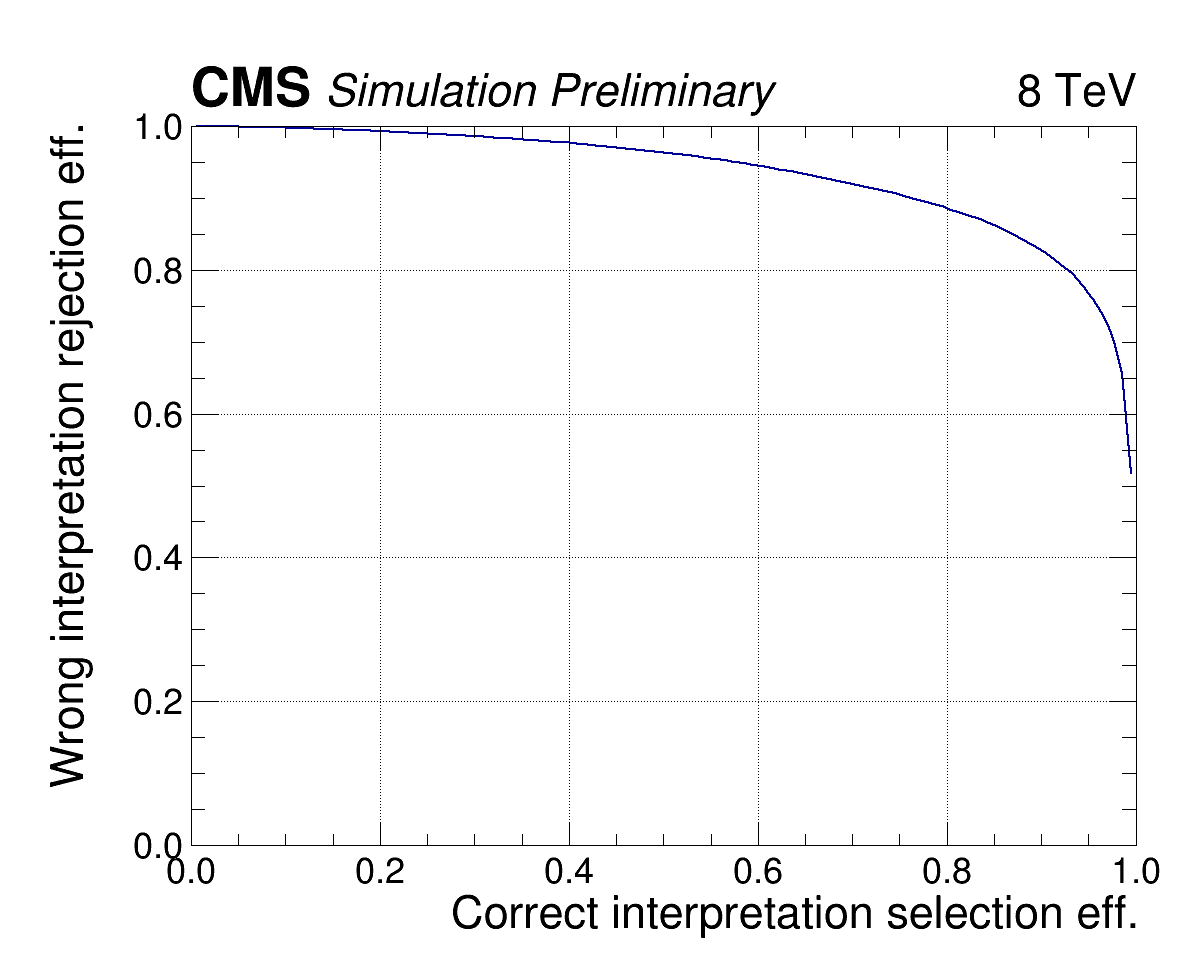 CMS Simulation Preliminary 8 TeV
Wrong interpretation rejection eff.
1.0
0.8
0.6
0.4
0.2
0.0
0.0 0.2 0.4 0.6 0.8 1.0
Correct interpretation selection eff.